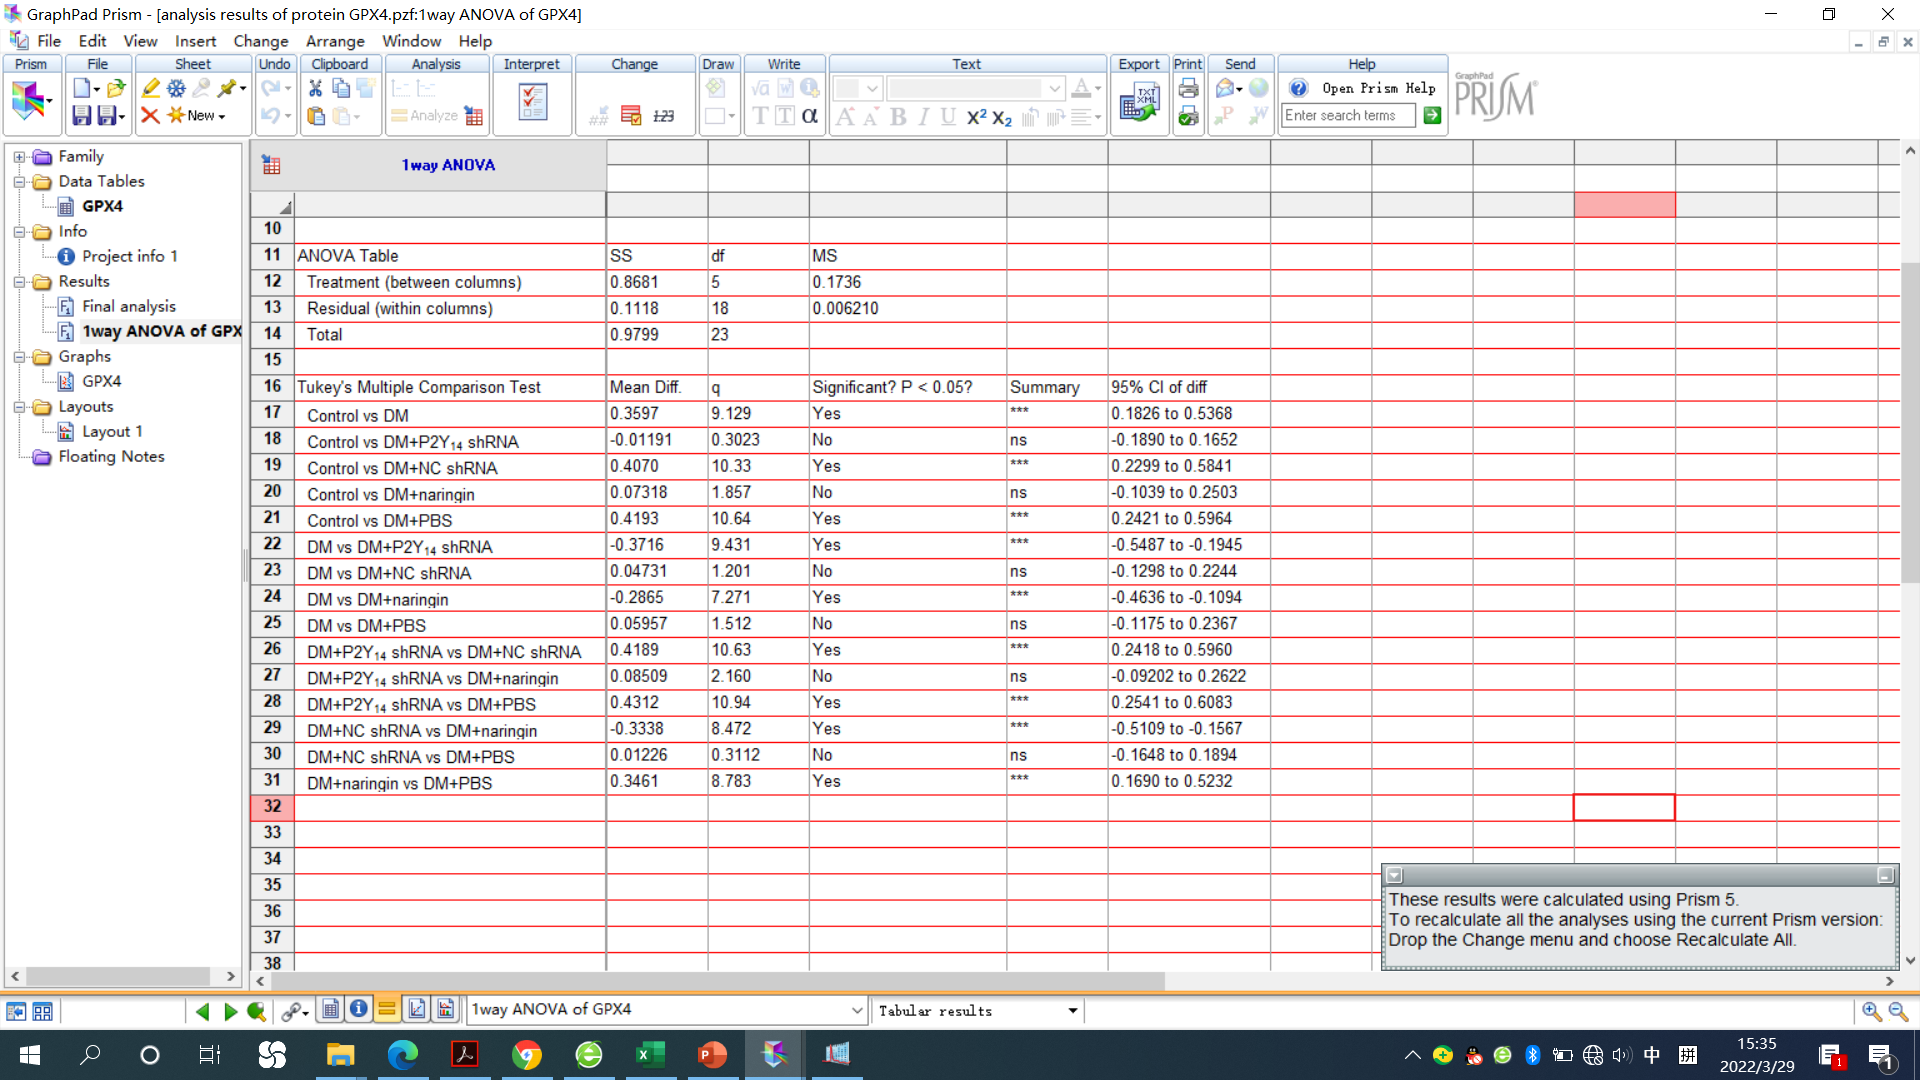 GraphPad Prism - [analysis results of protein GPX4.pzf:1way ANOVA of GPX4]
File Edit View Insert Change Arrange Window Help
Prism File Sheet Undo Clipboard Analysis Interpret Change Draw Write Text Export Print Send Help
New
Analyze
Open Prism Help
Enter search terms
GraphPad
PRISM
Family
Data Tables
GPX4
Info
Project info 1
Results
Final analysis
1way ANOVA of GPX
Graphs
GPX4
Layouts
Layout 1
Floating Notes
1way ANOVA
10
11 ANOVA Table SS df MS
12 Treatment (between columns) 0.8681 5 0.1736
13 Residual (within columns) 0.1118 18 0.006210
14 Total 0.9799 23
15
16 Tukey's Multiple Comparison Test Mean Diff. q Significant? P < 0.05? Summary 95% CI of diff
17 Control vs DM 0.3597 9.129 Yes *** 0.1826 to 0.5368
18 Control vs DM+P2Y₁₄ shRNA -0.01191 0.3023 No ns -0.1890 to 0.1652
19 Control vs DM+NC shRNA 0.4070 10.33 Yes *** 0.2299 to 0.5841
20 Control vs DM+naringin 0.07318 1.857 No ns -0.1039 to 0.2503
21 Control vs DM+PBS 0.4193 10.64 Yes *** 0.2421 to 0.5964
22 DM vs DM+P2Y₁₄ shRNA -0.3716 9.431 Yes *** -0.5487 to -0.1945
23 DM vs DM+NC shRNA 0.04731 1.201 No ns -0.1298 to 0.2244
24 DM vs DM+naringin -0.2865 7.271 Yes *** -0.4636 to -0.1094
25 DM vs DM+PBS 0.05957 1.512 No ns -0.1175 to 0.2367
26 DM+P2Y₁₄ shRNA vs DM+NC shRNA 0.4189 10.63 Yes *** 0.2418 to 0.5960
27 DM+P2Y₁₄ shRNA vs DM+naringin 0.08509 2.160 No ns -0.09202 to 0.2622
28 DM+P2Y₁₄ shRNA vs DM+PBS 0.4312 10.94 Yes *** 0.2541 to 0.6083
29 DM+NC shRNA vs DM+naringin -0.3338 8.472 Yes *** -0.5109 to -0.1567
30 DM+NC shRNA vs DM+PBS 0.01226 0.3112 No ns -0.1648 to 0.1894
31 DM+naringin vs DM+PBS 0.3461 8.783 Yes *** 0.1690 to 0.5232
32
33
34
35
36
37
38
These results were calculated using Prism 5.
To recalculate all the analyses using the current Prism version:
Drop the Change menu and choose Recalculate All.
1way ANOVA of GPX4
Tabular results
中 拼
15:35
2022/3/29
1
1